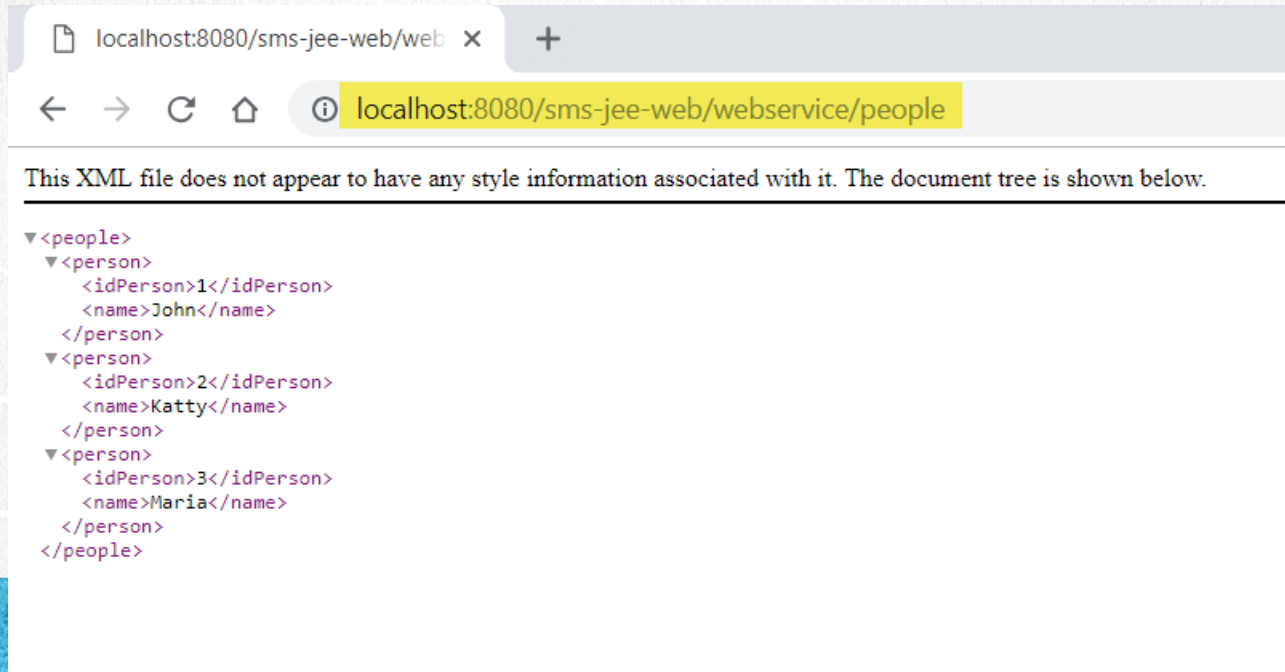 localhost:8080/sms-jee-web/web
localhost:8080/sms-jee-web/webservice/people
This XML file does not appear to have any style information associated with it. The document tree is shown below.
▼<people>
▼<person>
<idPerson>1</idPerson>
<name>John</name>
</person>
▼<person>
<idPerson>2</idPerson>
<name>Katty</name>
</person>
▼<person>
<idPerson>3</idPerson>
<name>Maria</name>
</person>
</people>